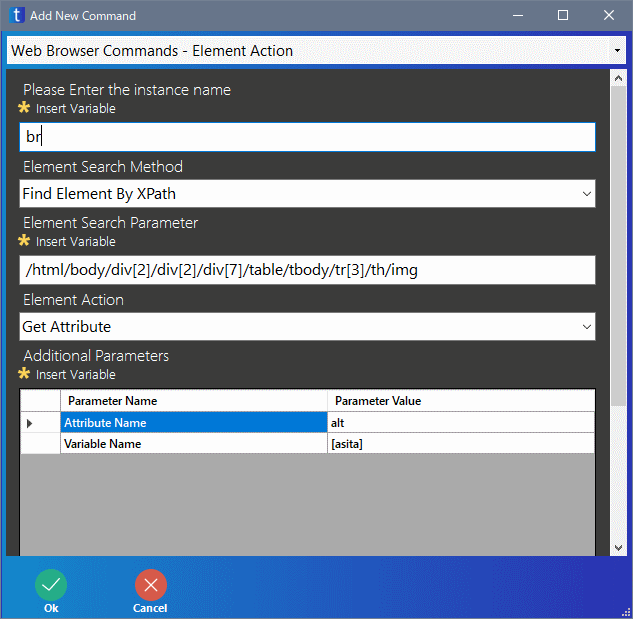 Add New Command
Web Browser Commands - Element Action
Please Enter the instance name
Insert Variable
br
Element Search Method
Find Element By XPath
Element Search Parameter
Insert Variable
/html/body/div[2]/div[2]/div[7]/table/tbody/tr[3]/th/img
Element Action
Get Attribute
Additional Parameters
Insert Variable
Parameter Name Parameter Value
Attribute Name alt
Variable Name [asita]
Ok Cancel